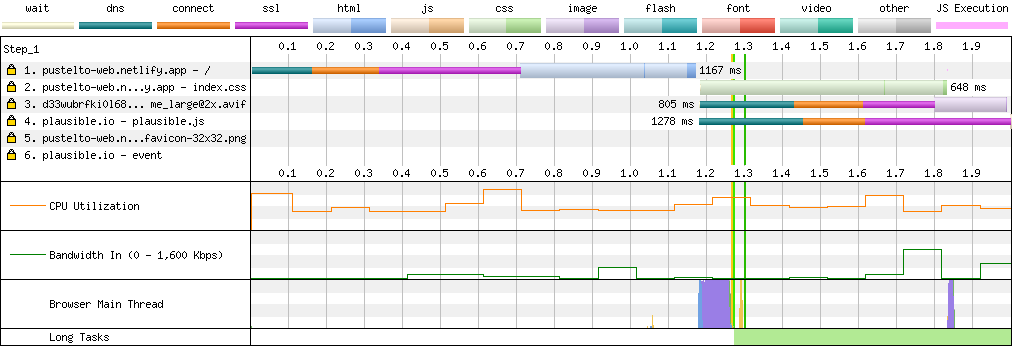 wait dns connect ssl html js css image flash font video other JS Execution
Step_1 0.1 0.2 0.3 0.4 0.5 0.6 0.7 0.8 0.9 1.0 1.1 1.2 1.3 1.4 1.5 1.6 1.7 1.8 1.9
1. pustelto-web.netlify.app - / 1167 ms
2. pustelto-web.n...y.app - index.css 648 ms
3. d33wubrfki0l68... me_large@2x.avif 805 ms
4. plausible.io - plausible.js 1278 ms
5. pustelto-web.n...favicon-32x32.png
6. plausible.io - event
0.1 0.2 0.3 0.4 0.5 0.6 0.7 0.8 0.9 1.0 1.1 1.2 1.3 1.4 1.5 1.6 1.7 1.8 1.9
CPU Utilization
Bandwidth In (0 - 1,600 Kbps)
Browser Main Thread
Long Tasks